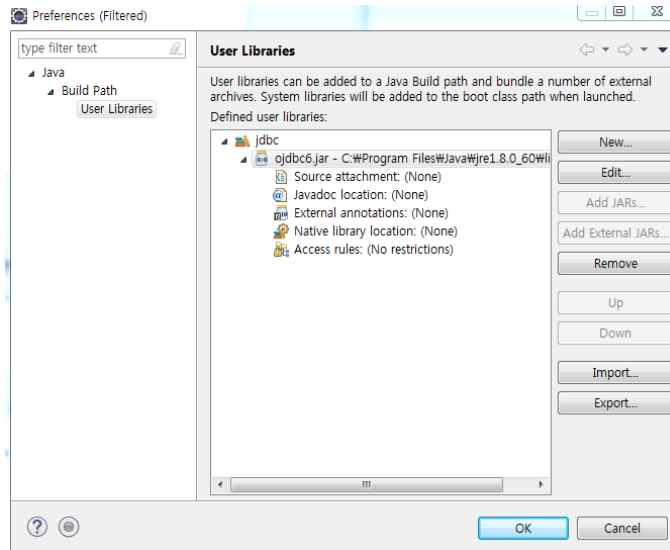 Preferences (Filtered)
type filter text
Java
Build Path
User Libraries
User Libraries
User libraries can be added to a Java Build path and bundle a number of external
archives. System libraries will be added to the boot class path when launched.
Defined user libraries:
jdbc
ojdbc6.jar - C:₩Program Files₩Java₩jre1.8.0_60₩li
Source attachment: (None)
Javadoc location: (None)
External annotations: (None)
Native library location: (None)
Access rules: (No restrictions)
New...
Edit...
Add JARs...
Add External JARs...
Remove
Up
Down
Import...
Export...
OK
Cancel